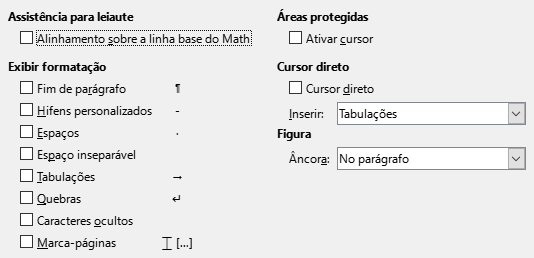 Assistência para leiaute
Alinhamento sobre a linha base do Math
Exibir formatação
Fim de parágrafo ¶
Hifens personalizados -
Espaços ·
Espaço inseparável
Tabulações →
Quebras ↵
Caracteres ocultos
Marca-páginas [...]
Áreas protegidas
Ativar cursor
Cursor direto
Cursor direto
Inserir: Tabulações
Figura
Âncora: No parágrafo